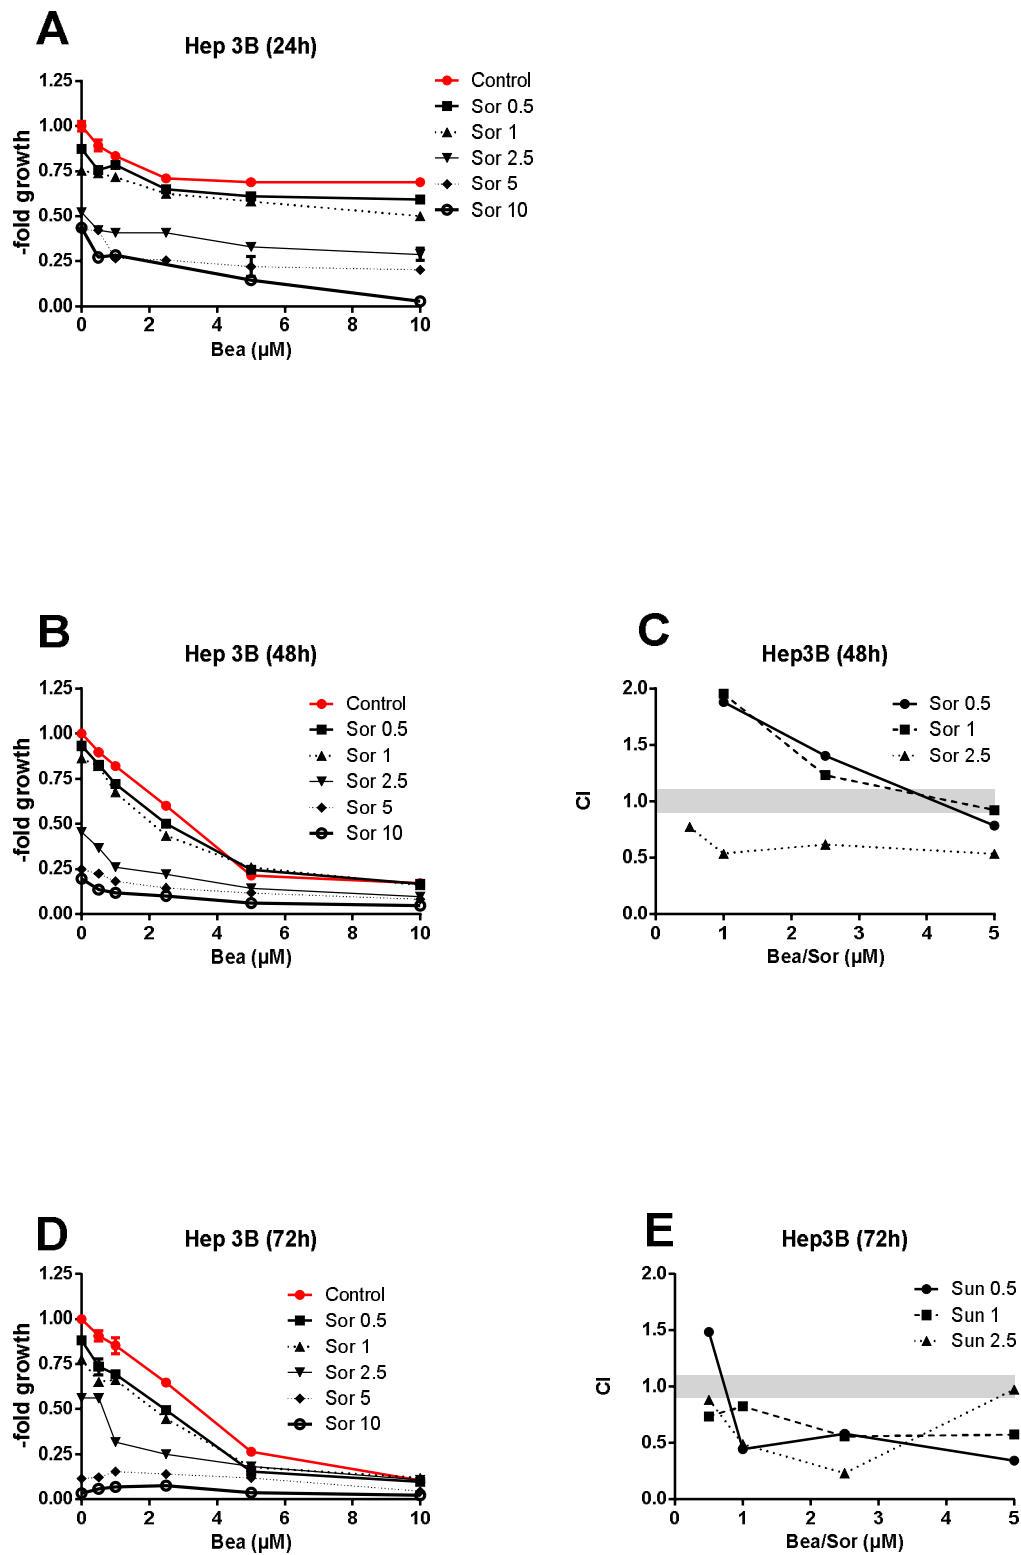 A
Hep 3B (24h)
-fold growth
1.25
1.00
0.75
0.50
0.25
0.00
0 2 4 6 8 10
Bea (µM)
Control
Sor 0.5
Sor 1
Sor 2.5
Sor 5
Sor 10
B
Hep 3B (48h)
-fold growth
1.25
1.00
0.75
0.50
0.25
0.00
0 2 4 6 8 10
Bea (µM)
Control
Sor 0.5
Sor 1
Sor 2.5
Sor 5
Sor 10
C
Hep3B (48h)
CI
2.0
1.5
1.0
0.5
0.0
0 1 2 3 4 5
Bea/Sor (µM)
Sor 0.5
Sor 1
Sor 2.5
D
Hep 3B (72h)
-fold growth
1.25
1.00
0.75
0.50
0.25
0.00
0 2 4 6 8 10
Bea (µM)
Control
Sor 0.5
Sor 1
Sor 2.5
Sor 5
Sor 10
E
Hep3B (72h)
CI
2.0
1.5
1.0
0.5
0.0
0 1 2 3 4 5
Bea/Sor (µM)
Sun 0.5
Sun 1
Sun 2.5